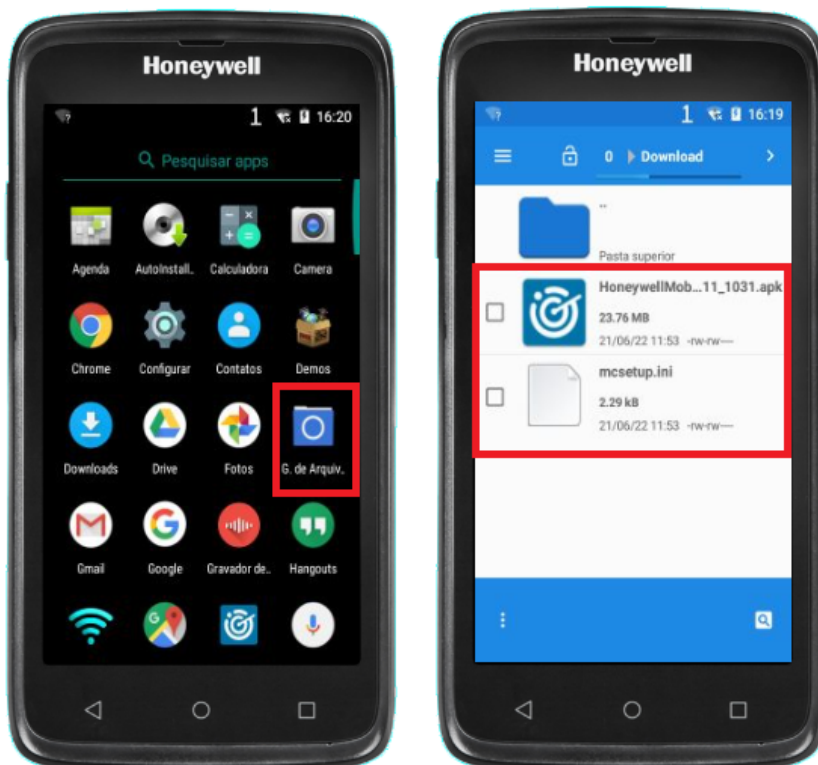 Honeywell
1 16:20
Pesquisar apps
Agenda AutoInstall.. Calculadora Camera
Chrome Configurar Contatos Demos
Downloads Drive Fotos G. de Arquiv..
Gmail Google Gravador de.. Hangouts
Honeywell
1 16:19
0 Download
..
Pasta superior
HoneywellMob...11_1031.apk
23.76 MB
21/06/22 11:53 -rw-rw----
mcsetup.ini
2.29 kB
21/06/22 11:53 -rw-rw----